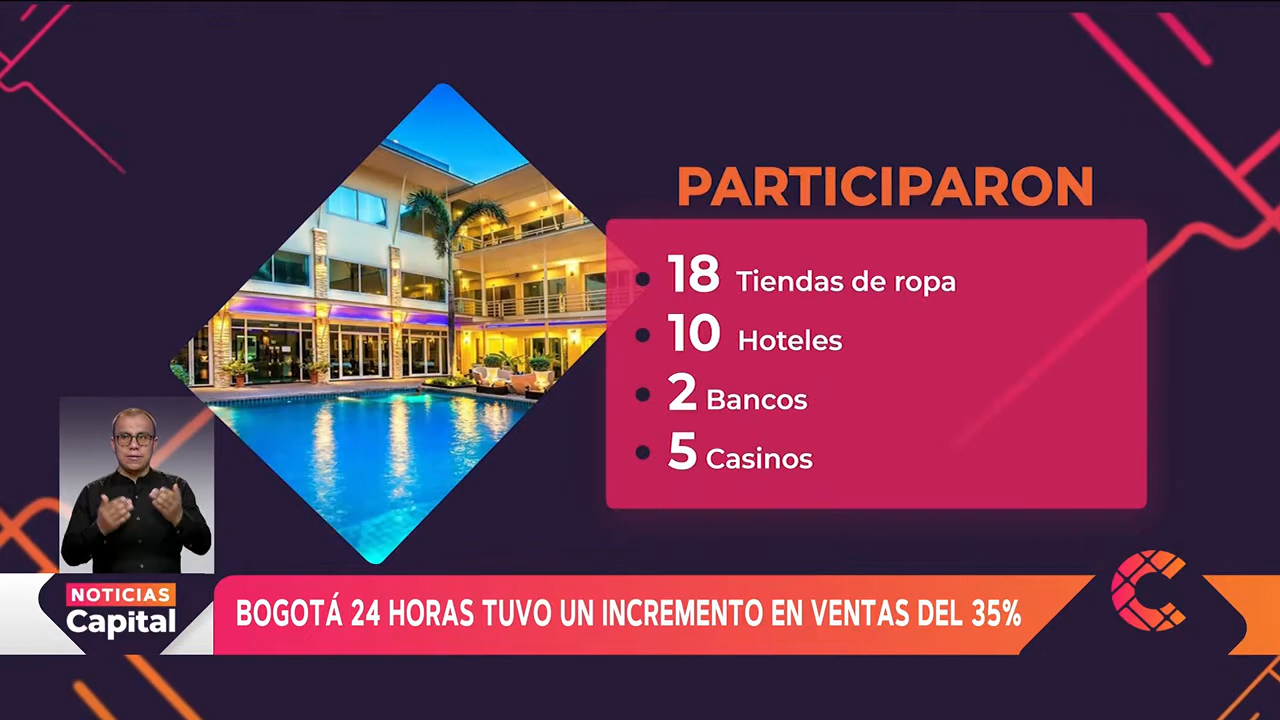 PARTICIPARON
18 Tiendas de ropa
10 Hoteles
2 Bancos
5 Casinos
NOTICIAS
Capital
BOGOTÁ 24 HORAS TUVO UN INCREMENTO EN VENTAS DEL 35%